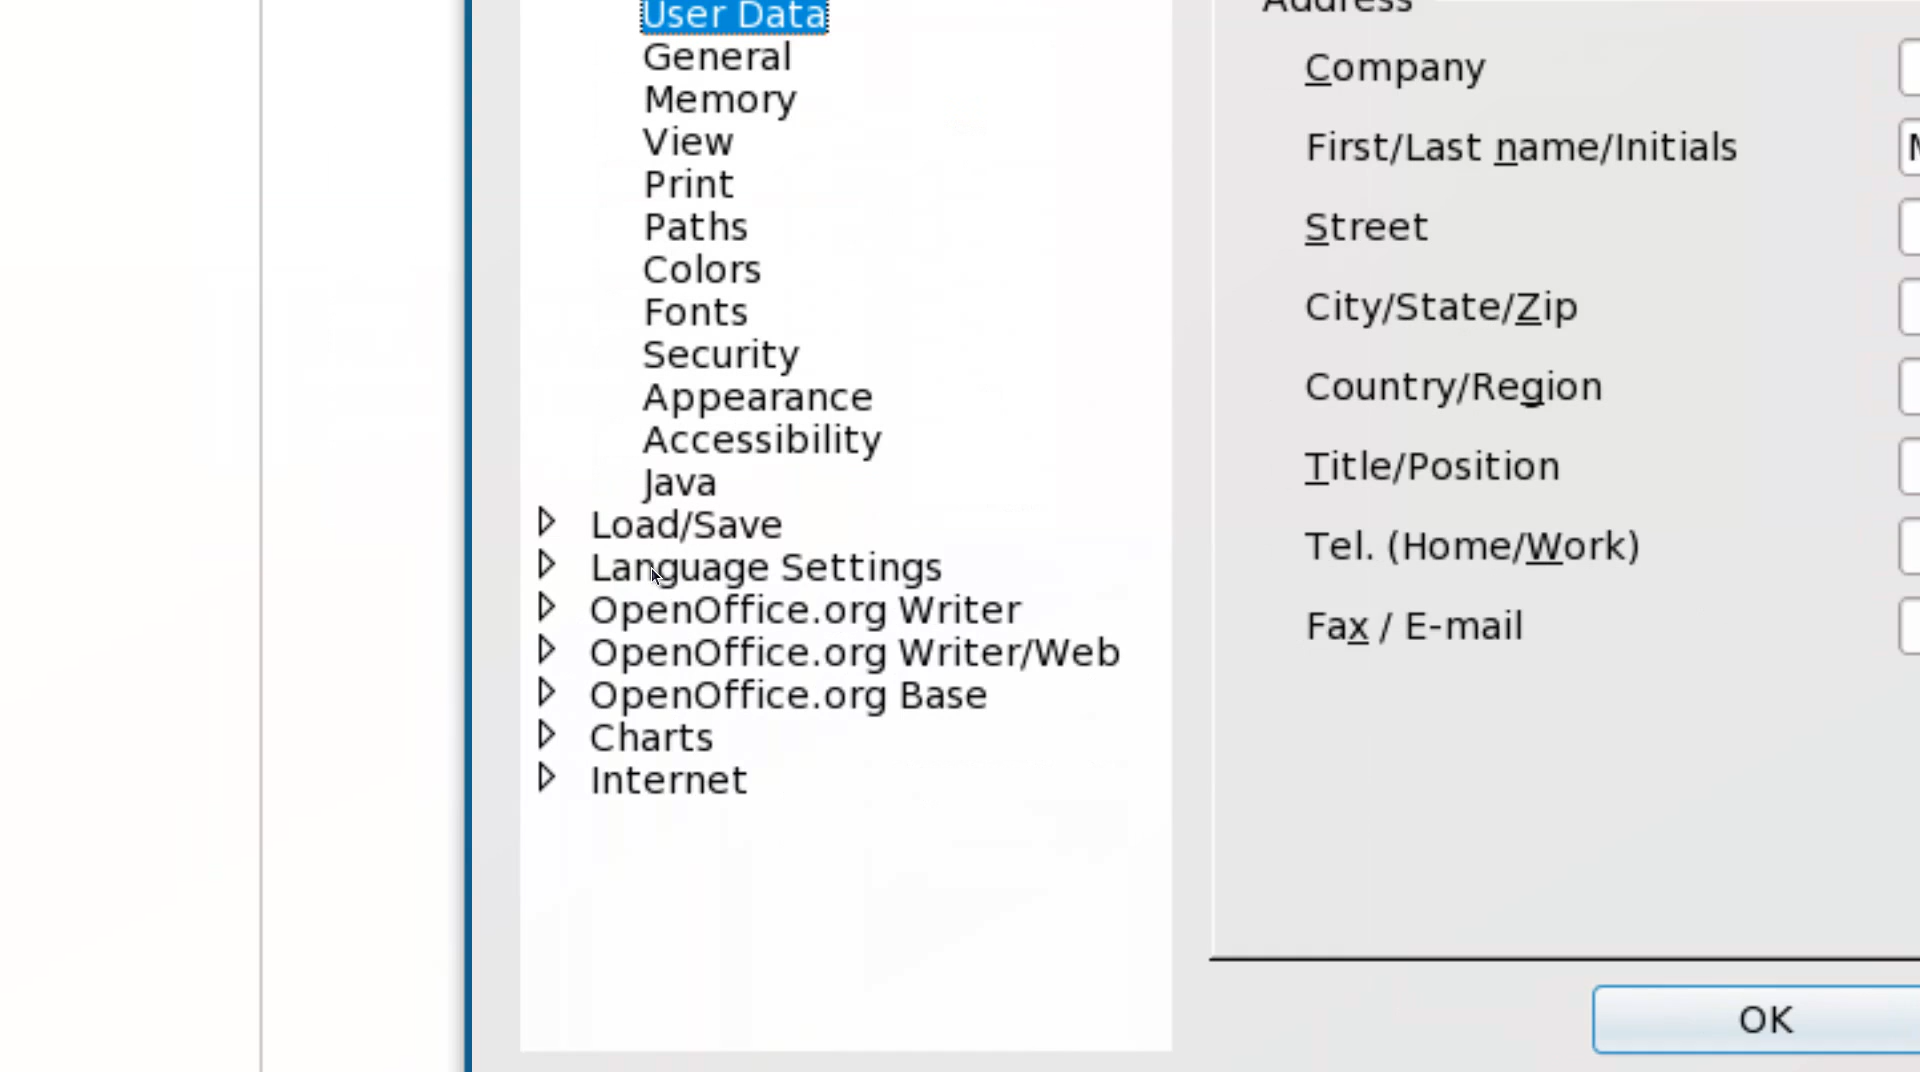 User Data
General
Memory
View
Print
Paths
Colors
Fonts
Security
Appearance
Accessibility
Java
Load/Save
Language Settings
OpenOffice.org Writer
OpenOffice.org Writer/Web
OpenOffice.org Base
Charts
Internet
Address
Company
First/Last name/Initials
Street
City/State/Zip
Country/Region
Title/Position
Tel. (Home/Work)
Fax / E-mail
OK